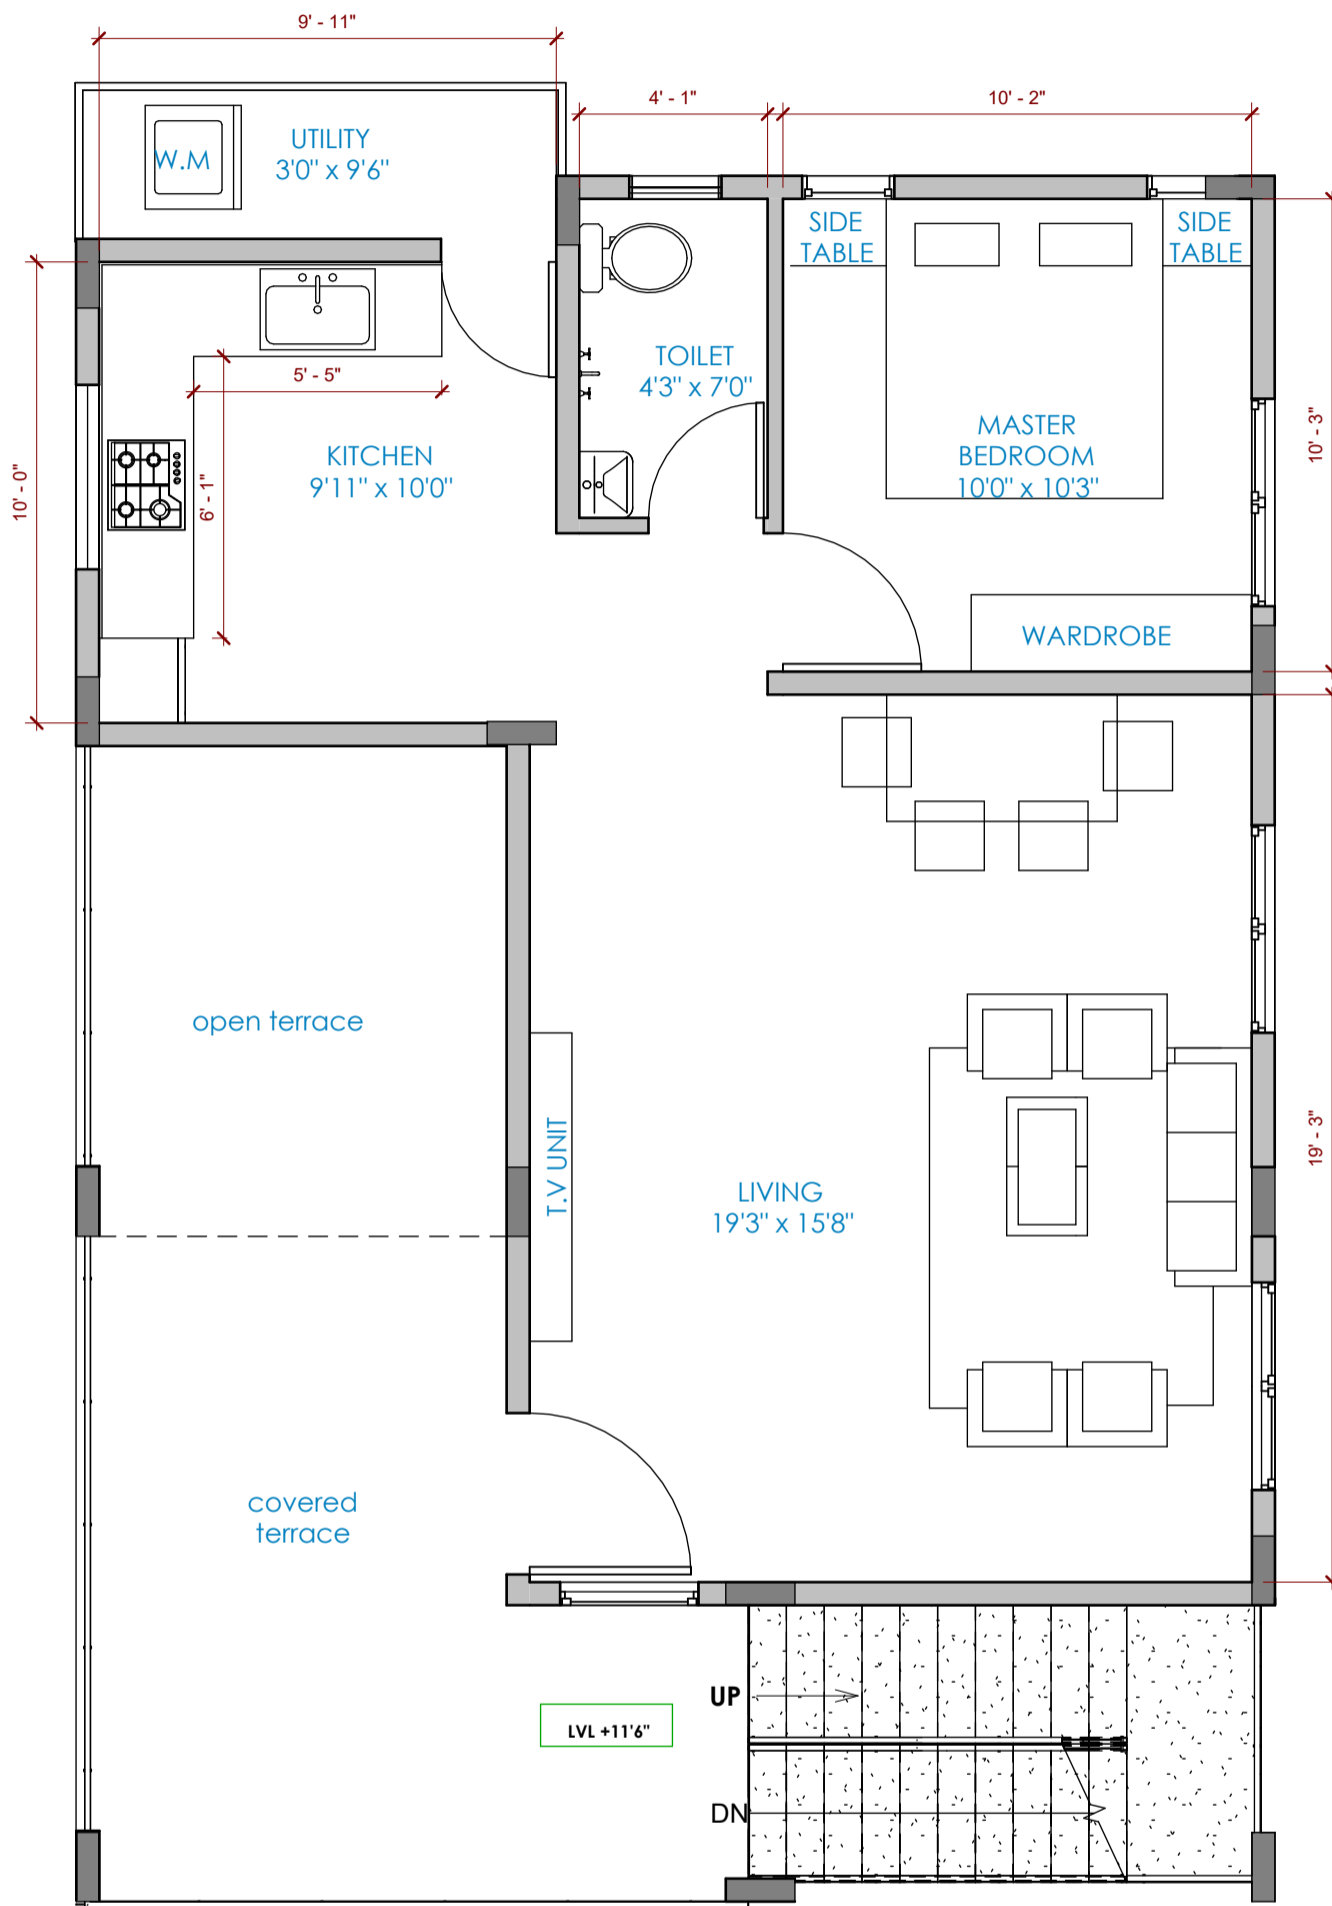 9' - 11"
4' - 1"
10' - 2"
W.M
UTILITY
3'0" x 9'6"
SIDE
TABLE
SIDE
TABLE
TOILET
4'3" x 7'0"
5' - 5"
MASTER
BEDROOM
10'0" x 10'3"
10' - 3"
KITCHEN
9'11" x 10'0"
10' - 0"
6' - 1"
WARDROBE
open terrace
T.V UNIT
LIVING
19'3" x 15'8"
19' - 3"
covered
terrace
UP
LVL +11'6"
DN